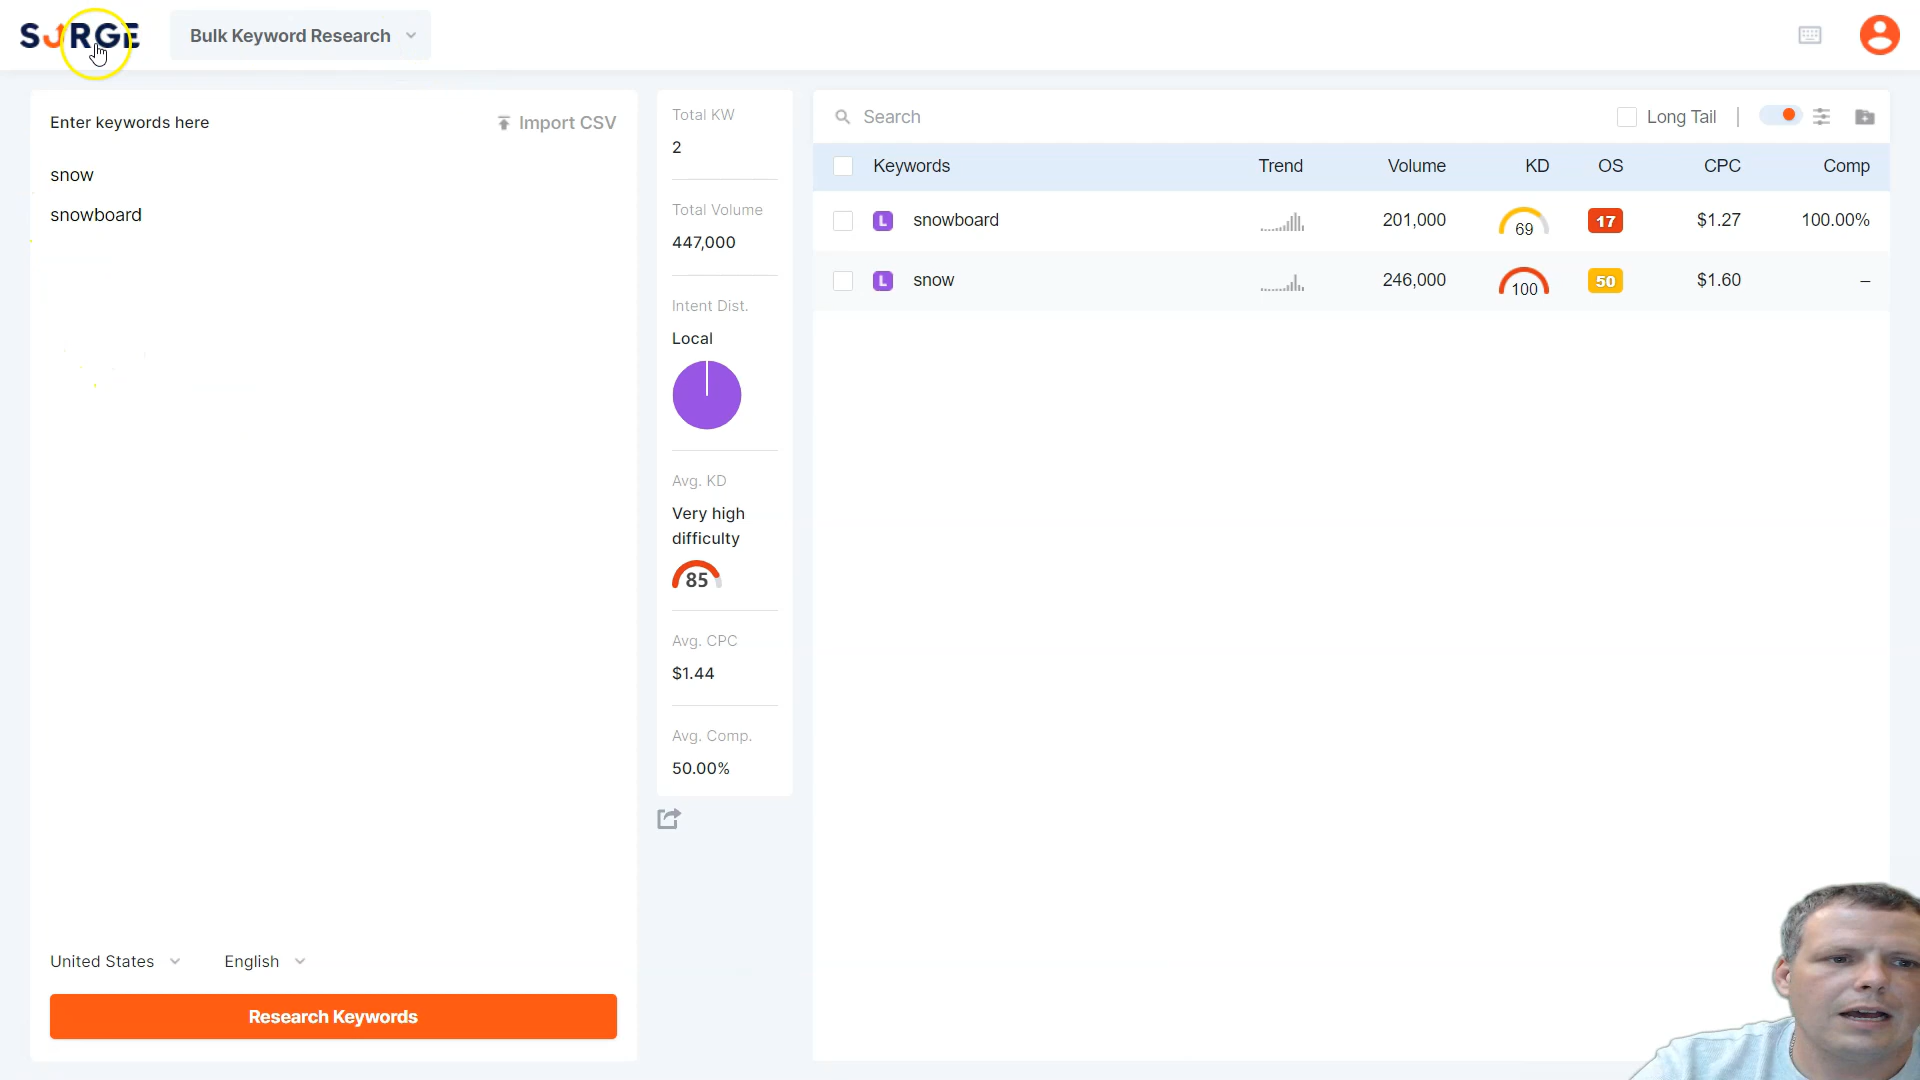 SURGE
Bulk Keyword Research
Enter keywords here
Import CSV
snow
snowboard
United States
English
Research Keywords
Total KW
2
Total Volume
447,000
Intent Dist.
Local
Avg. KD
Very high
difficulty
85
Avg. CPC
$1.44
Avg. Comp.
50.00%
Search
Long Tail |
Keywords Trend Volume KD OS CPC Comp
L snowboard 201,000 69 17 $1.27 100.00%
L snow 246,000 100 50 $1.60 –